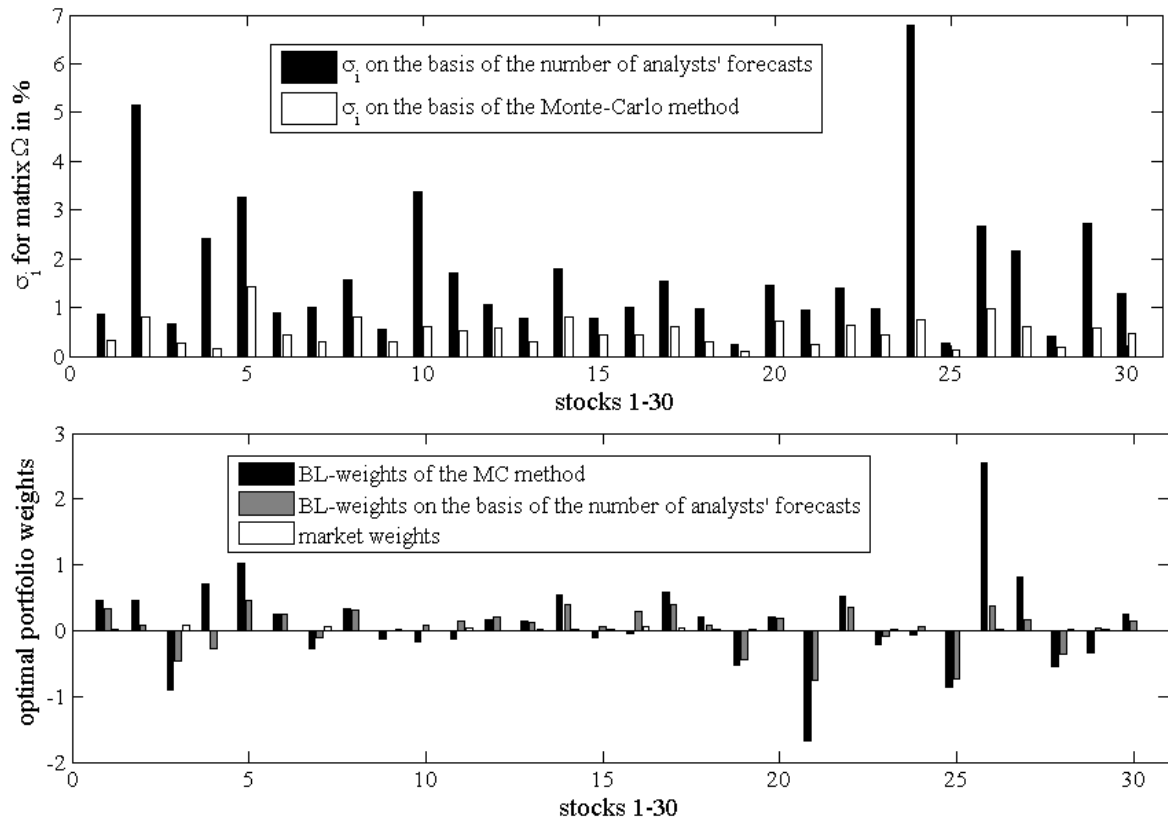 7
6
5
4
3
2
1
0
σi for matrix Ω in %
σi on the basis of the number of analysts' forecasts
σi on the basis of the Monte-Carlo method
0 5 10 15 20 25 30
stocks 1-30
3
2
1
0
-1
-2
optimal portfolio weights
BL-weights of the MC method
BL-weights on the basis of the number of analysts' forecasts
market weights
0 5 10 15 20 25 30
stocks 1-30